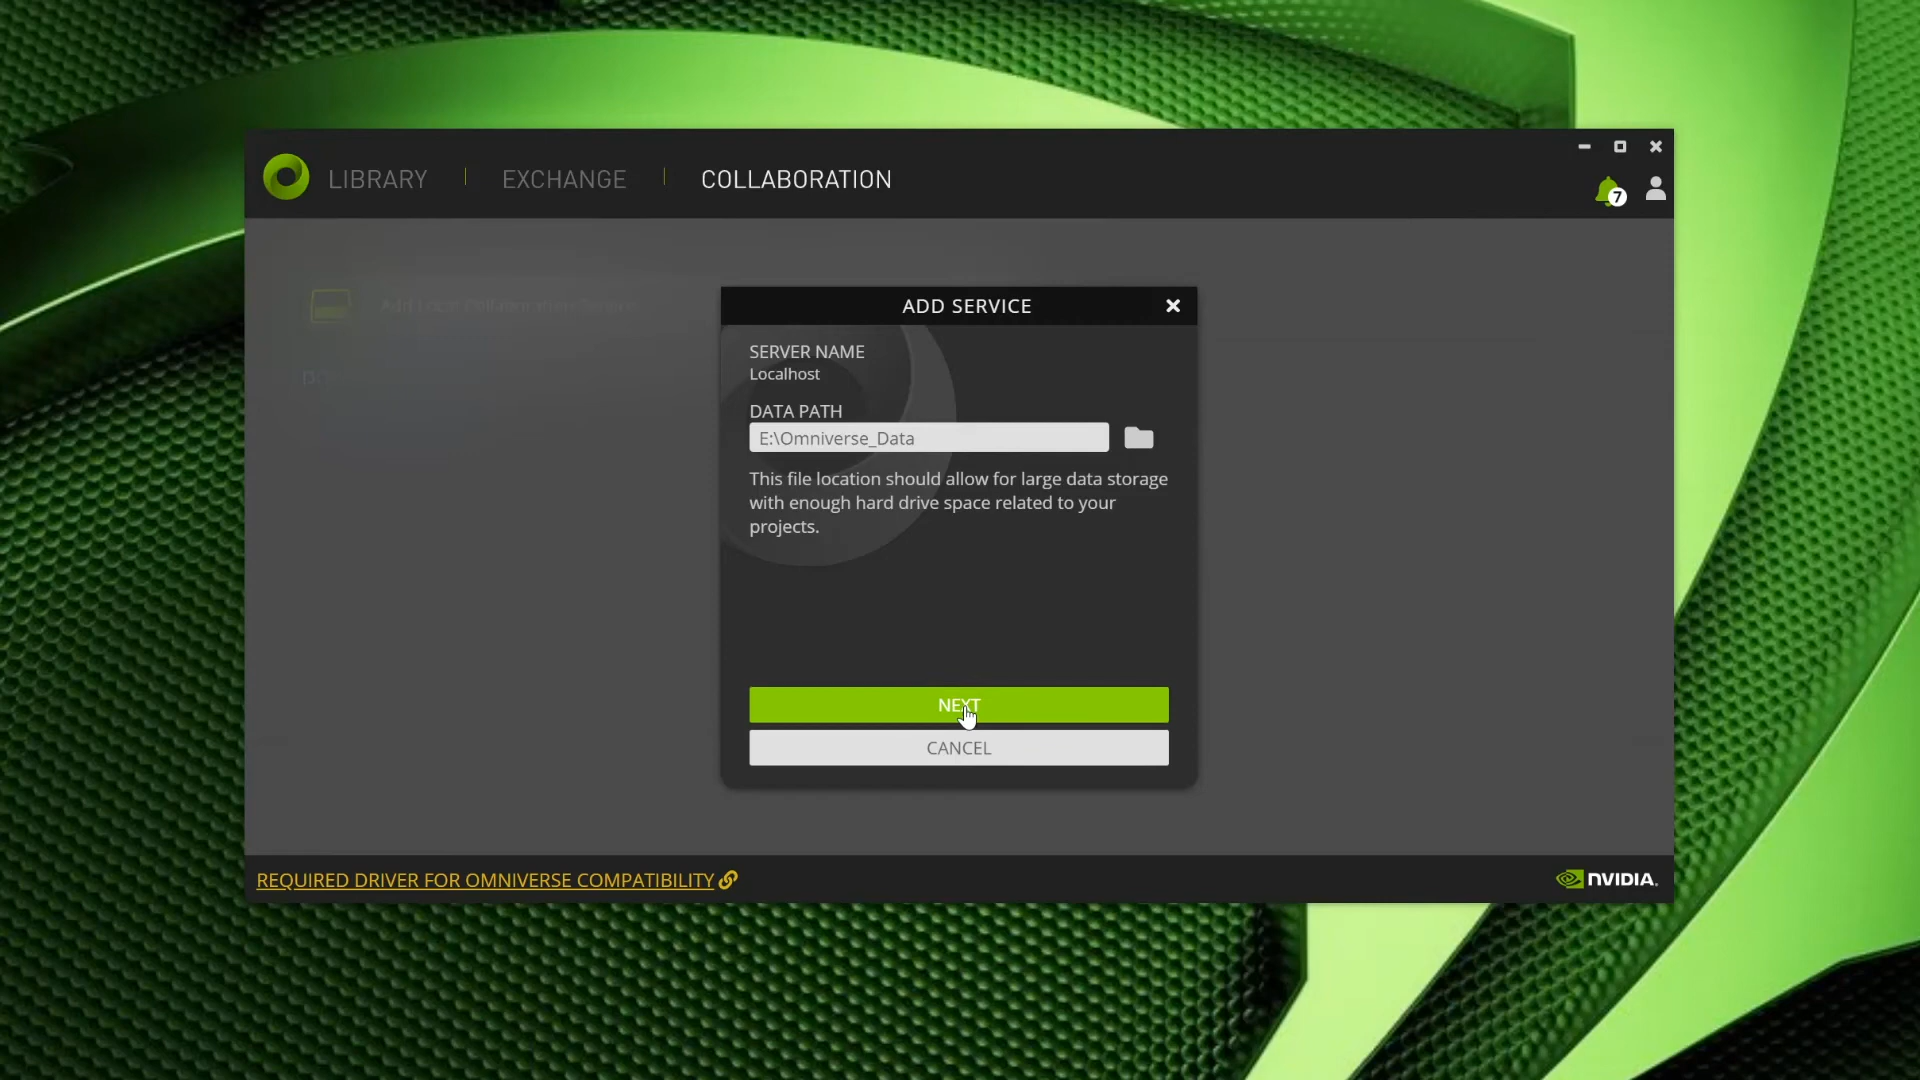 LIBRARY
EXCHANGE
COLLABORATION
7
ADD SERVICE
SERVER NAME
Localhost
DATA PATH
E:\Omniverse_Data
This file location should allow for large data storage
with enough hard drive space related to your
projects.
NEXT
CANCEL
REQUIRED DRIVER FOR OMNIVERSE COMPATIBILITY
NVIDIA.